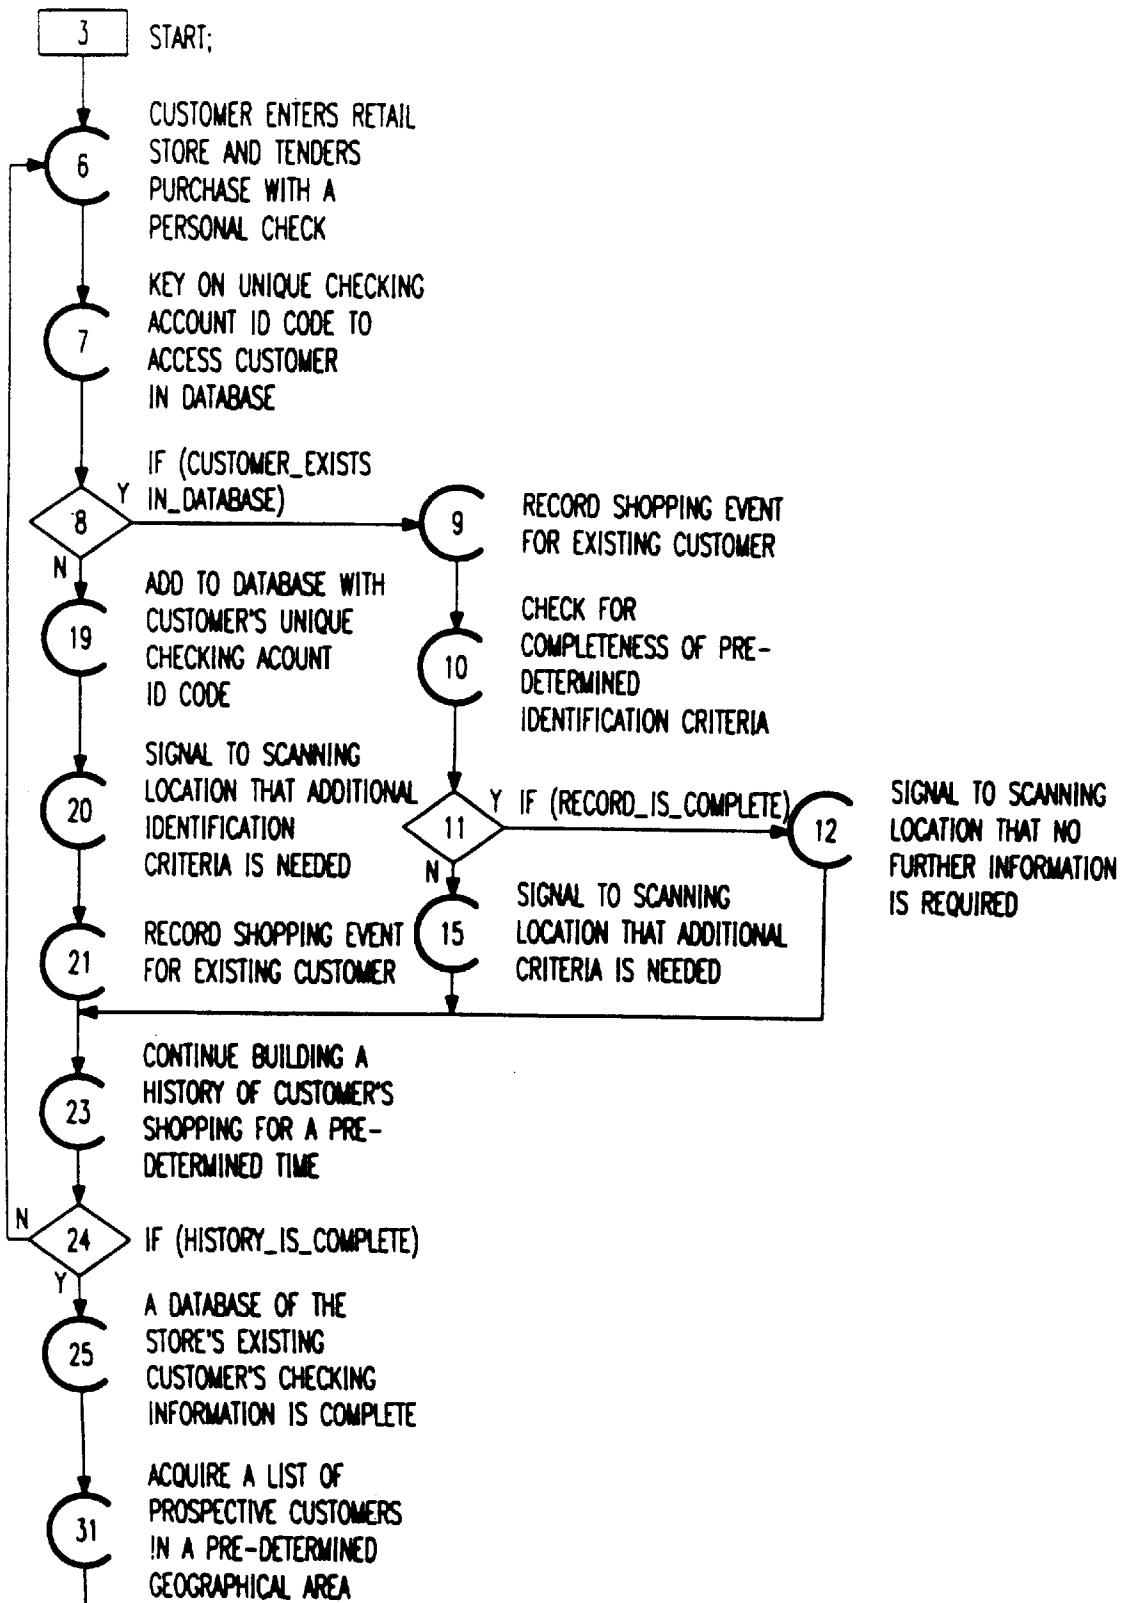 3 START;
CUSTOMER ENTERS RETAIL
STORE AND TENDERS
PURCHASE WITH A
PERSONAL CHECK
6
KEY ON UNIQUE CHECKING
ACCOUNT ID CODE TO
ACCESS CUSTOMER
IN DATABASE
7
IF (CUSTOMER_EXISTS
IN_DATABASE)
Y
8
N
9
RECORD SHOPPING EVENT
FOR EXISTING CUSTOMER
ADD TO DATABASE WITH
CUSTOMER'S UNIQUE
CHECKING ACOUNT
ID CODE
19
CHECK FOR
COMPLETENESS OF PRE-
DETERMINED
IDENTIFICATION CRITERIA
10
SIGNAL TO SCANNING
LOCATION THAT ADDITIONAL
IDENTIFICATION
CRITERIA IS NEEDED
20
11
Y IF (RECORD_IS_COMPLETE)
N
12
SIGNAL TO SCANNING
LOCATION THAT NO
FURTHER INFORMATION
IS REQUIRED
15
SIGNAL TO SCANNING
LOCATION THAT ADDITIONAL
CRITERIA IS NEEDED
21
RECORD SHOPPING EVENT
FOR EXISTING CUSTOMER
CONTINUE BUILDING A
HISTORY OF CUSTOMER'S
SHOPPING FOR A PRE-
DETERMINED TIME
23
N
24
IF (HISTORY_IS_COMPLETE)
Y
A DATABASE OF THE
STORE'S EXISTING
CUSTOMER'S CHECKING
INFORMATION IS COMPLETE
25
ACQUIRE A LIST OF
PROSPECTIVE CUSTOMERS
IN A PRE-DETERMINED
GEOGRAPHICAL AREA
31